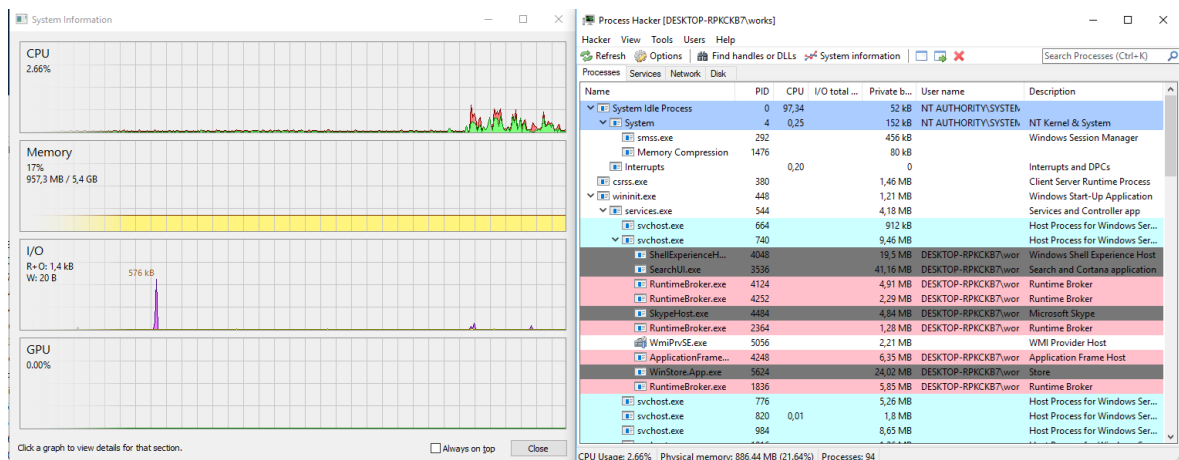 System Information
CPU
2.66%
Memory
17%
957,3 MB / 5,4 GB
I/O
R+O: 1,4 kB
W: 20 B
576 kB
GPU
0.00%
Click a graph to view details for that section.
Always on top
Close
Process Hacker [DESKTOP-RPKCKB7\works]
Hacker View Tools Users Help
Refresh Options Find handles or DLLs System information Search Processes (Ctrl+K)
Processes Services Network Disk
Name PID CPU I/O total ... Private b... User name Description
System Idle Process 0 97,34 52 kB NT AUTHORITY\SYSTEM
System 4 0,25 152 kB NT AUTHORITY\SYSTEM NT Kernel & System
smss.exe 292 456 kB Windows Session Manager
Memory Compression 1476 80 kB
Interrupts 0,20 0 Interrupts and DPCs
csrss.exe 380 1,46 MB Client Server Runtime Process
wininit.exe 448 1,21 MB Windows Start-Up Application
services.exe 544 4,18 MB Services and Controller app
svchost.exe 664 912 kB Host Process for Windows Ser...
svchost.exe 740 9,46 MB Host Process for Windows Ser...
ShellExperienceH... 4048 19,5 MB DESKTOP-RPKCKB7\wor Windows Shell Experience Host
SearchUI.exe 3536 41,16 MB DESKTOP-RPKCKB7\wor Search and Cortana application
RuntimeBroker.exe 4124 4,91 MB DESKTOP-RPKCKB7\wor Runtime Broker
RuntimeBroker.exe 4252 2,29 MB DESKTOP-RPKCKB7\wor Runtime Broker
SkypeHost.exe 4484 4,84 MB DESKTOP-RPKCKB7\wor Microsoft Skype
RuntimeBroker.exe 2364 1,28 MB DESKTOP-RPKCKB7\wor Runtime Broker
WmiPrvSE.exe 5056 2,21 MB WMI Provider Host
ApplicationFrame... 4248 6,35 MB DESKTOP-RPKCKB7\wor Application Frame Host
WinStore.App.exe 5624 24,02 MB DESKTOP-RPKCKB7\wor Store
RuntimeBroker.exe 1836 5,85 MB DESKTOP-RPKCKB7\wor Runtime Broker
svchost.exe 776 5,26 MB Host Process for Windows Ser...
svchost.exe 820 0,01 1,8 MB Host Process for Windows Ser...
svchost.exe 984 8,65 MB Host Process for Windows Ser...
CPU Usage: 2.66% Physical memory: 886.44 MB (21.64%) Processes: 94